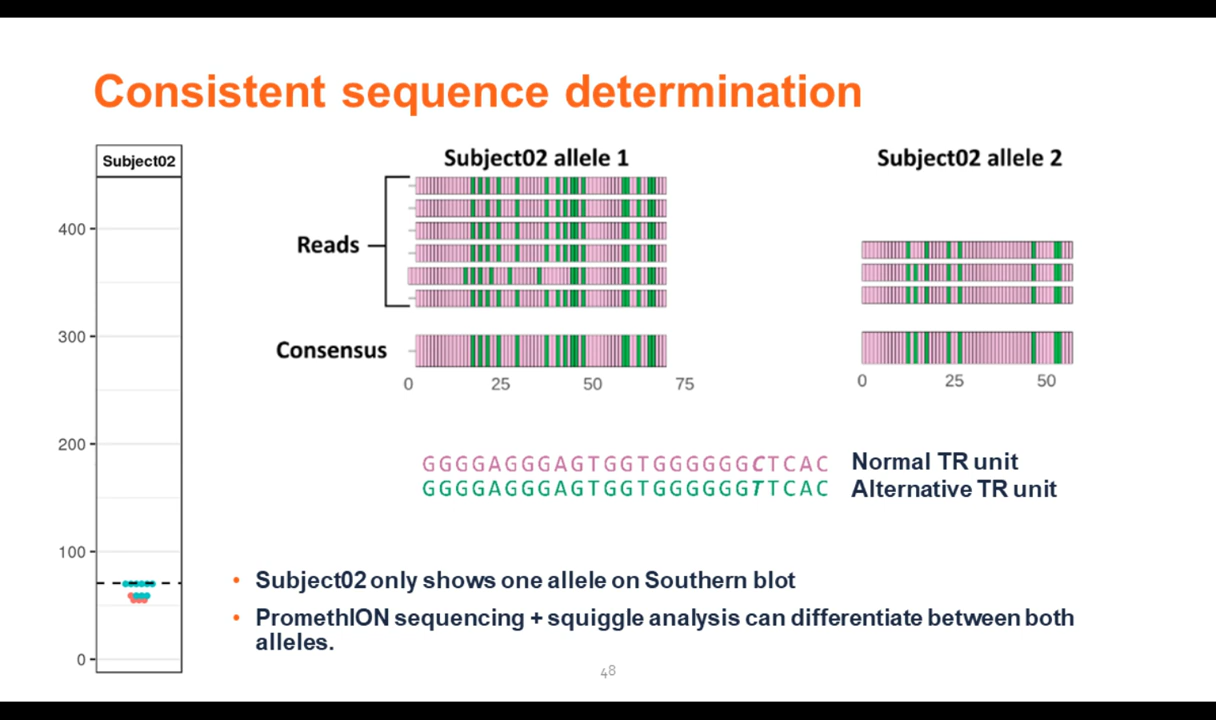 Consistent sequence determination
Subject02
400
300
200
100
0
Subject02 allele 1
Reads
Consensus
0 25 50 75
Subject02 allele 2
0 25 50
GGGGAGGGAGTGGTGGGGGGCTCAC Normal TR unit
GGGGAGGGAGTGGTGGGGGGTTCAC Alternative TR unit
• Subject02 only shows one allele on Southern blot
• PromethION sequencing + squiggle analysis can differentiate between both
alleles.
48